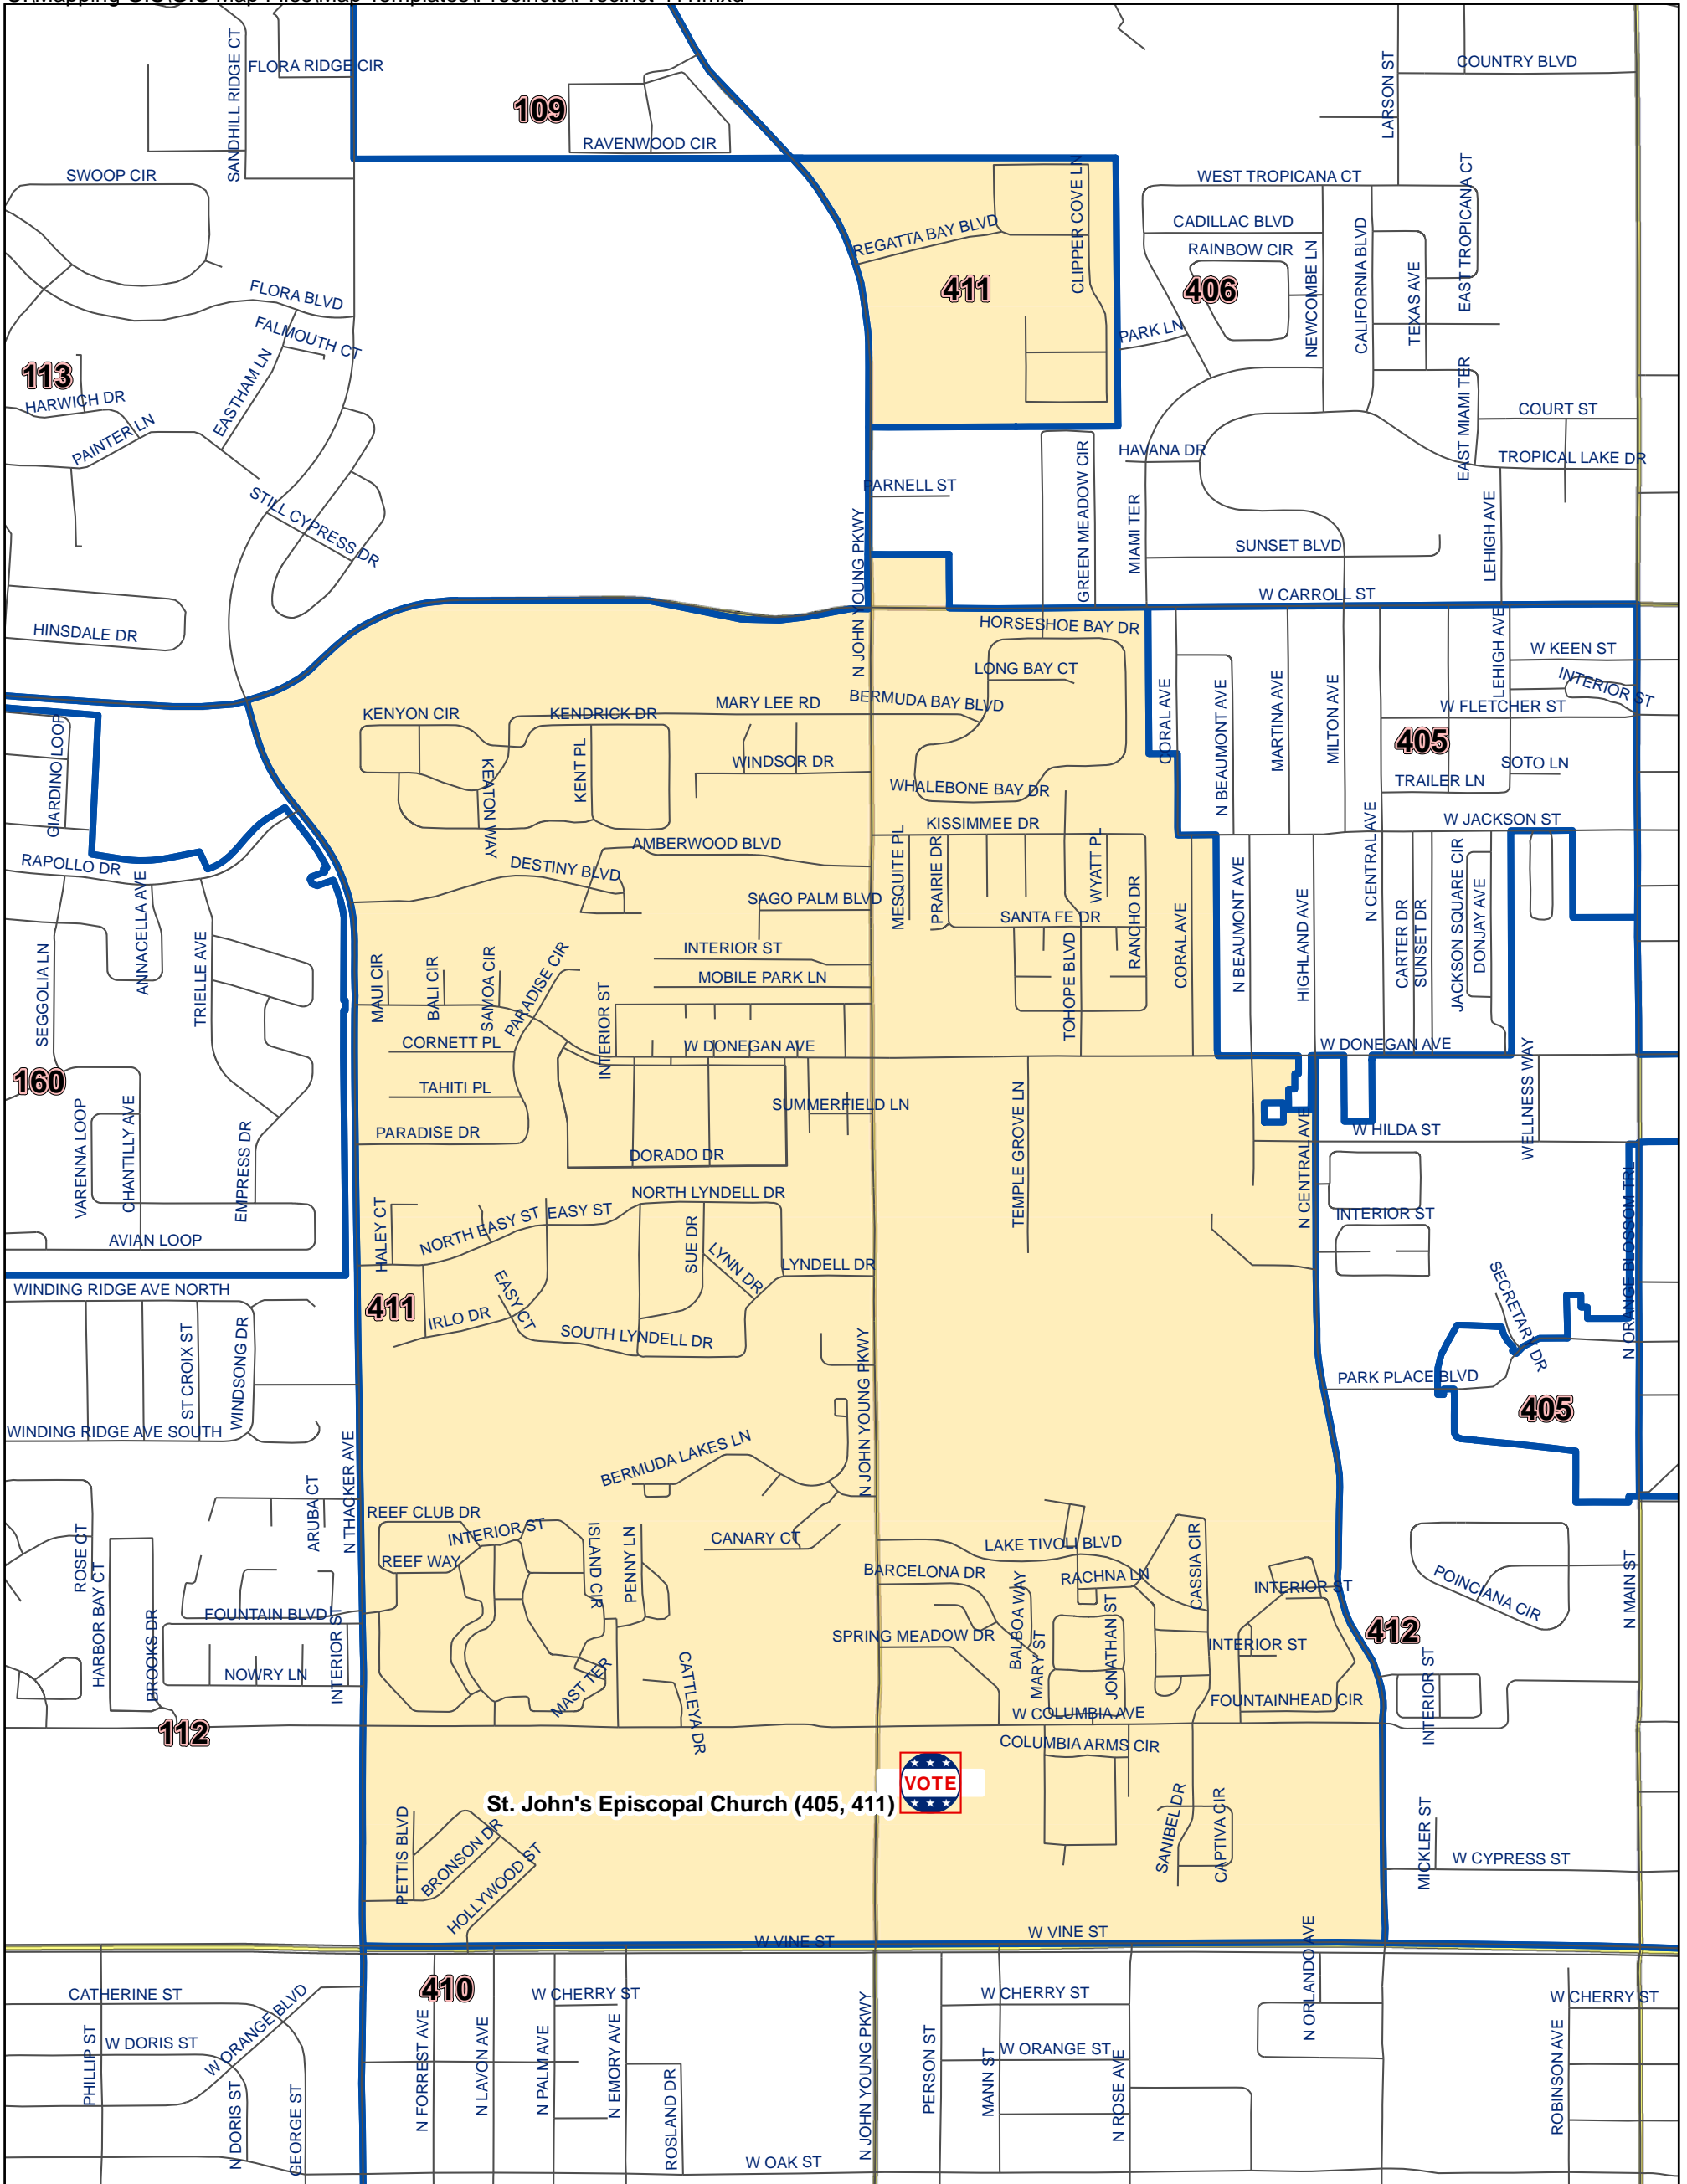 SANDHILL RIDGE CT
FLORA RIDGE CIR
109
RAVENWOOD CIR
LARSON ST
COUNTRY BLVD
SWOOP CIR
WEST TROPICANA CT
EAST TROPICANA CT
CLIPPER COVE LN
CADILLAC BLVD
REGATTA BAY BLVD
RAINBOW CIR
NEWCOMBE LN
CALIFORNIA BLVD
TEXAS AVE
411
406
FLORA BLVD
FALMOUTH CT
PARK LN
113
HARWICH DR
EASTHAM LN
PAINTER LN
EAST MIAMI TER
COURT ST
HAVANA DR
TROPICAL LAKE DR
GREEN MEADOW CIR
PARNELL ST
STILL CYPRESS DR
MIAMI TER
LEHIGH AVE
SUNSET BLVD
N JOHN YOUNG PKWY
W CARROLL ST
HINSDALE DR
HORSESHOE BAY DR
LEHIGH AVE
W KEEN ST
LONG BAY CT
INTERIOR ST
MARY LEE RD
BERMUDA BAY BLVD
W FLETCHER ST
KENYON CIR
KENDRICK DR
CORAL AVE
N BEAUMONT AVE
MARTINA AVE
MILTON AVE
405
GIARDINO LOOP
KEATON WAY
KENT PL
WINDSOR DR
SOTO LN
WHALEBONE BAY DR
TRAILER LN
KISSIMMEE DR
W JACKSON ST
AMBERWOOD BLVD
RAPOLLO DR
DESTINY BLVD
MESQUITE PL
PRAIRIE DR
WYATT PL
RANCHO DR
N CENTRAL AVE
SAGO PALM BLVD
SANTA FE DR
CORAL AVE
N BEAUMONT AVE
HIGHLAND AVE
CARTER DR
SUNSET DR
JACKSON SQUARE CIR
DONJAY AVE
SEGGOLIA LN
ANNACELLA AVE
TRIELLE AVE
MAUI CIR
BALI CIR
SAMOA CIR
PARADISE CIR
INTERIOR ST
MOBILE PARK LN
TOHOPE BLVD
INTERIOR ST
CORNETT PL
W DONEGAN AVE
W DONEGAN AVE
160
TAHITI PL
SUMMERFIELD LN
VARENNA LOOP
CHANTILLY AVE
EMPRESS DR
PARADISE DR
DORADO DR
TEMPLE GROVE LN
N CENTRAL AVE
W HILDA ST
WELLNESS WAY
HALEY CT
NORTH LYNDELL DR
EASY ST
NORTH EASY ST
SUE DR
LYNN DR
LYNDELL DR
INTERIOR ST
N ORANGE BLOSSOM TRL
AVIAN LOOP
WINDING RIDGE AVE NORTH
411
EASY CT
IRLO DR
SOUTH LYNDELL DR
SECRETARY DR
ST CROIX ST
WINDSONG DR
N JOHN YOUNG PKWY
PARK PLACE BLVD
405
WINDING RIDGE AVE SOUTH
BERMUDA LAKES LN
ARUBA CT
N THACKER AVE
REEF CLUB DR
INTERIOR ST
REEF WAY
ISLAND CIR
PENNY LN
CANARY CT
LAKE TIVOLI BLVD
BARCELONA DR
RACHNA LN
CASSIA CIR
INTERIOR ST
POINCIANA CIR
N MAIN ST
ROSE CT
HARBOR BAY CT
BROOKS DR
FOUNTAIN BLVD
INTERIOR ST
NOWRY LN
SPRING MEADOW DR
BALBOA WAY
MARY ST
JONATHAN ST
INTERIOR ST
412
MAST TER
CATTLEYA DR
FOUNTAINHEAD CIR
INTERIOR ST
112
W COLUMBIA AVE
COLUMBIA ARMS CIR
VOTE
St. John's Episcopal Church (405, 411)
PETTIS BLVD
BRONSON DR
HOLLYWOOD ST
SANIBEL DR
CAPTIVA CIR
MICKLER ST
W CYPRESS ST
W VINE ST
W VINE ST
410
CATHERINE ST
W ORANGE BLVD
W CHERRY ST
W CHERRY ST
N ORLANDO AVE
W CHERRY ST
PHILLIP ST
W DORIS ST
N DORIS ST
GEORGE ST
N FORREST AVE
N LAVON AVE
N PALM AVE
N EMORY AVE
ROSLAND DR
N JOHN YOUNG PKWY
PERSON ST
MANN ST
W ORANGE ST
N ROSE AVE
ROBINSON AVE
W OAK ST